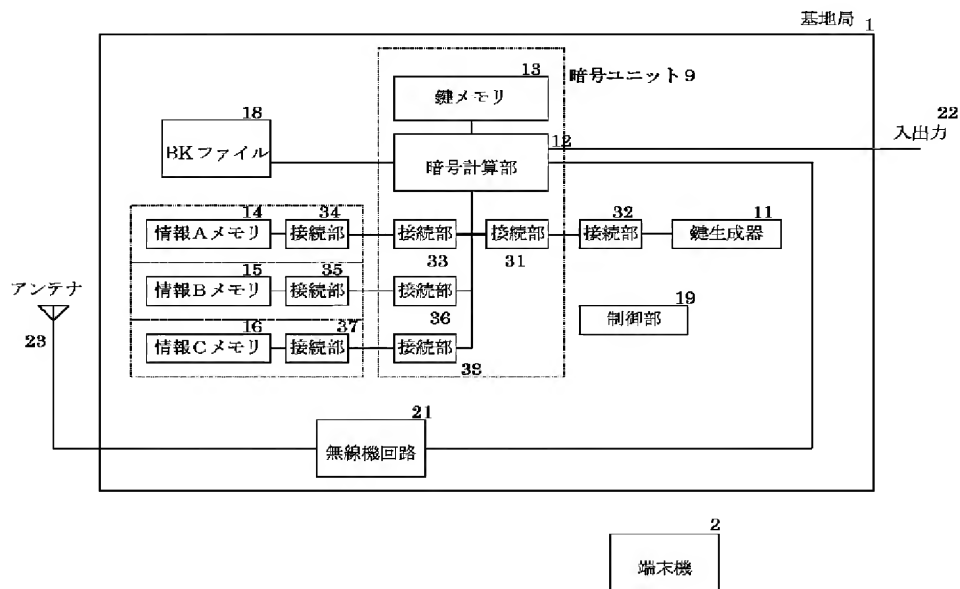 基地局 1
13
暗号ユニット9
鍵メモリ
18
22
12
入出力
BKファイル
暗号計算部
14 34 32 11
情報Aメモリ 接続部 接続部 接続部 接続部 鍵生成器
33 31
15 35
アンテナ
情報Bメモリ 接続部 接続部
19
36
制御部
23
16 37
情報Cメモリ 接続部 接続部
38
21
無線機回路
2
端末機